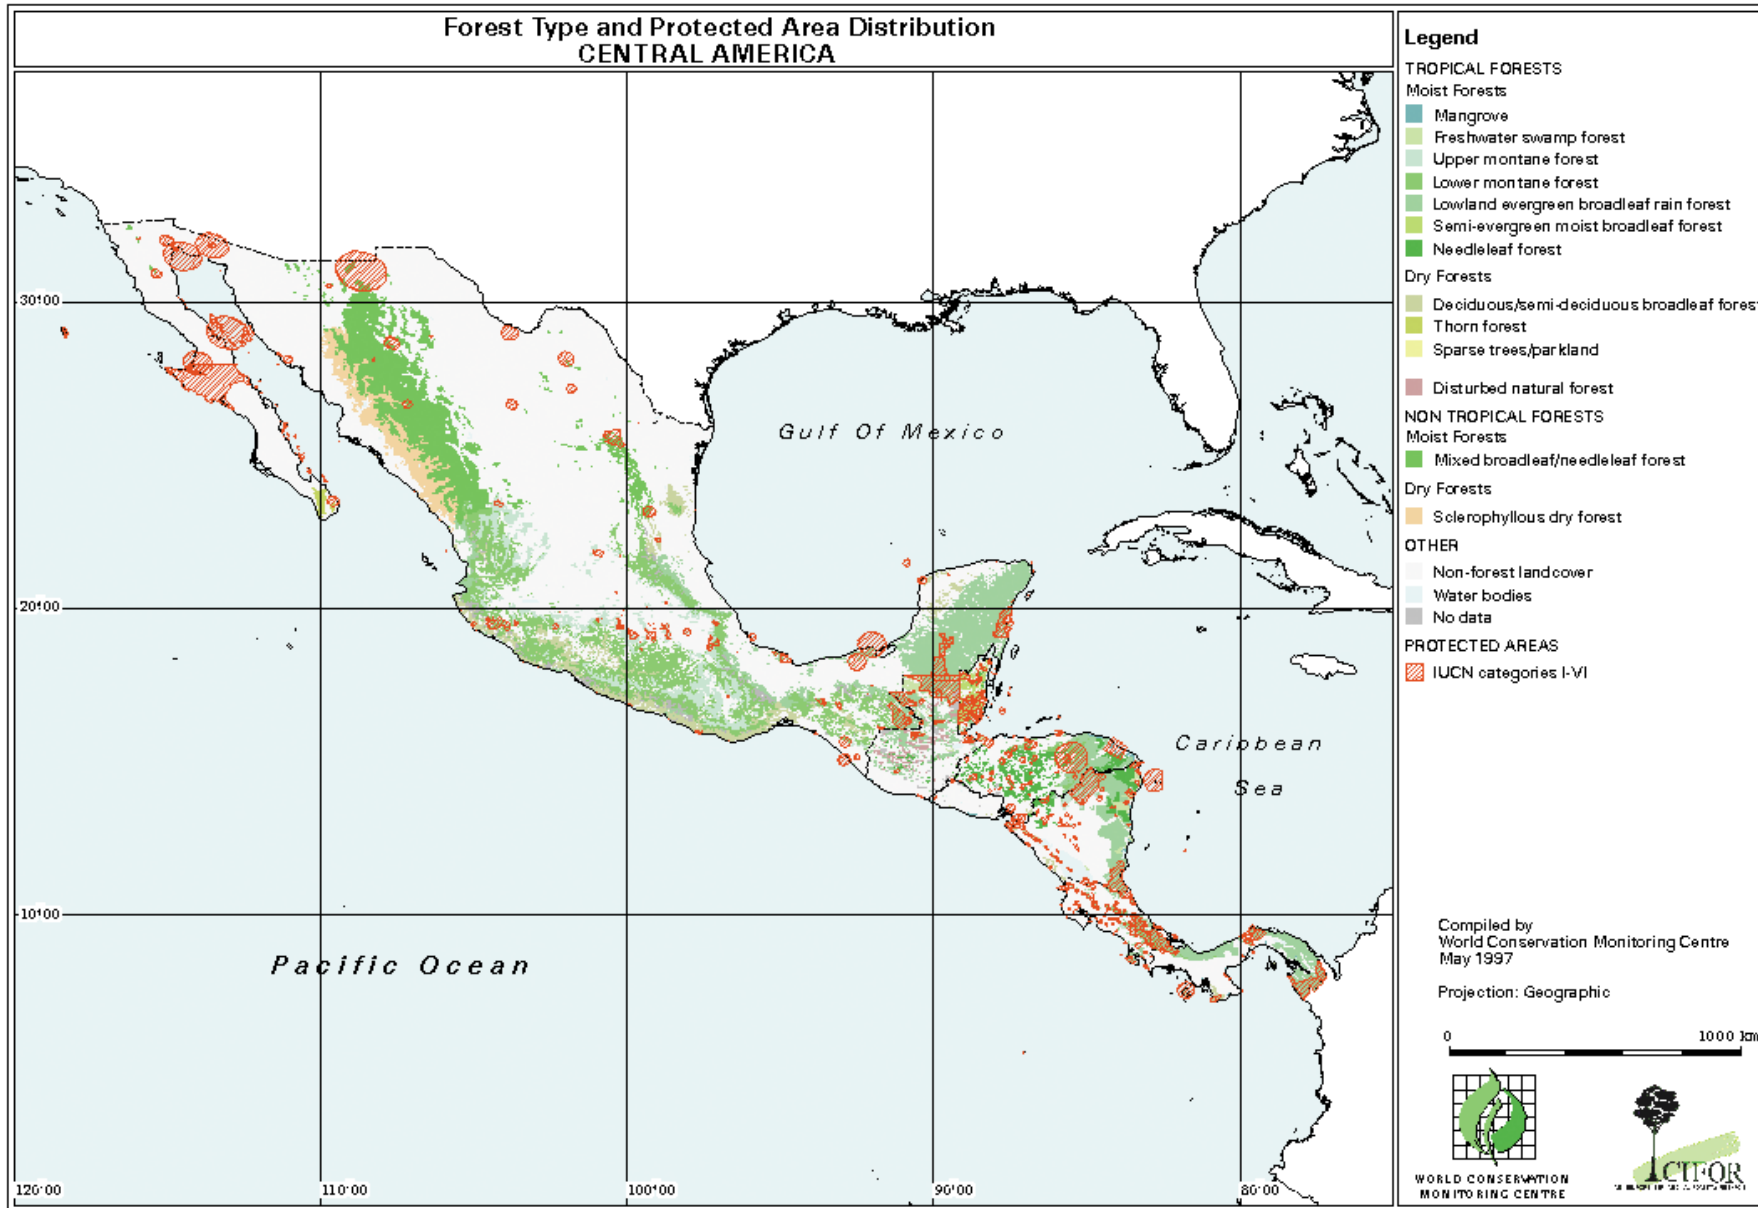 Forest Type and Protected Area Distribution
CENTRAL AMERICA
Legend
TROPICAL FORESTS
Moist Forests
Mangrove
Freshwater swamp forest
Upper montane forest
Lower montane forest
Lowland evergreen broadleaf rain forest
Semi-evergreen moist broadleaf forest
Needleleaf forest
Dry Forests
Deciduous/semi-deciduous broadleaf forest
Thorn forest
Sparse trees/parkland
Disturbed natural forest
NON TROPICAL FORESTS
Moist Forests
Mixed broadleaf/needleleaf forest
Dry Forests
Sclerophyllous dry forest
OTHER
Non-forest landcover
Water bodies
No data
PROTECTED AREAS
IUCN categories I-VI
30°00
Gulf Of Mexico
20°00
Caribbean
Sea
10°00
Pacific Ocean
120°00
110°00
100°00
90°00
80°00
Compiled by
World Conservation Monitoring Centre
May 1997
Projection: Geographic
0 1000 km
WORLD CONSERVATION
MONITORING CENTRE
CIFOR